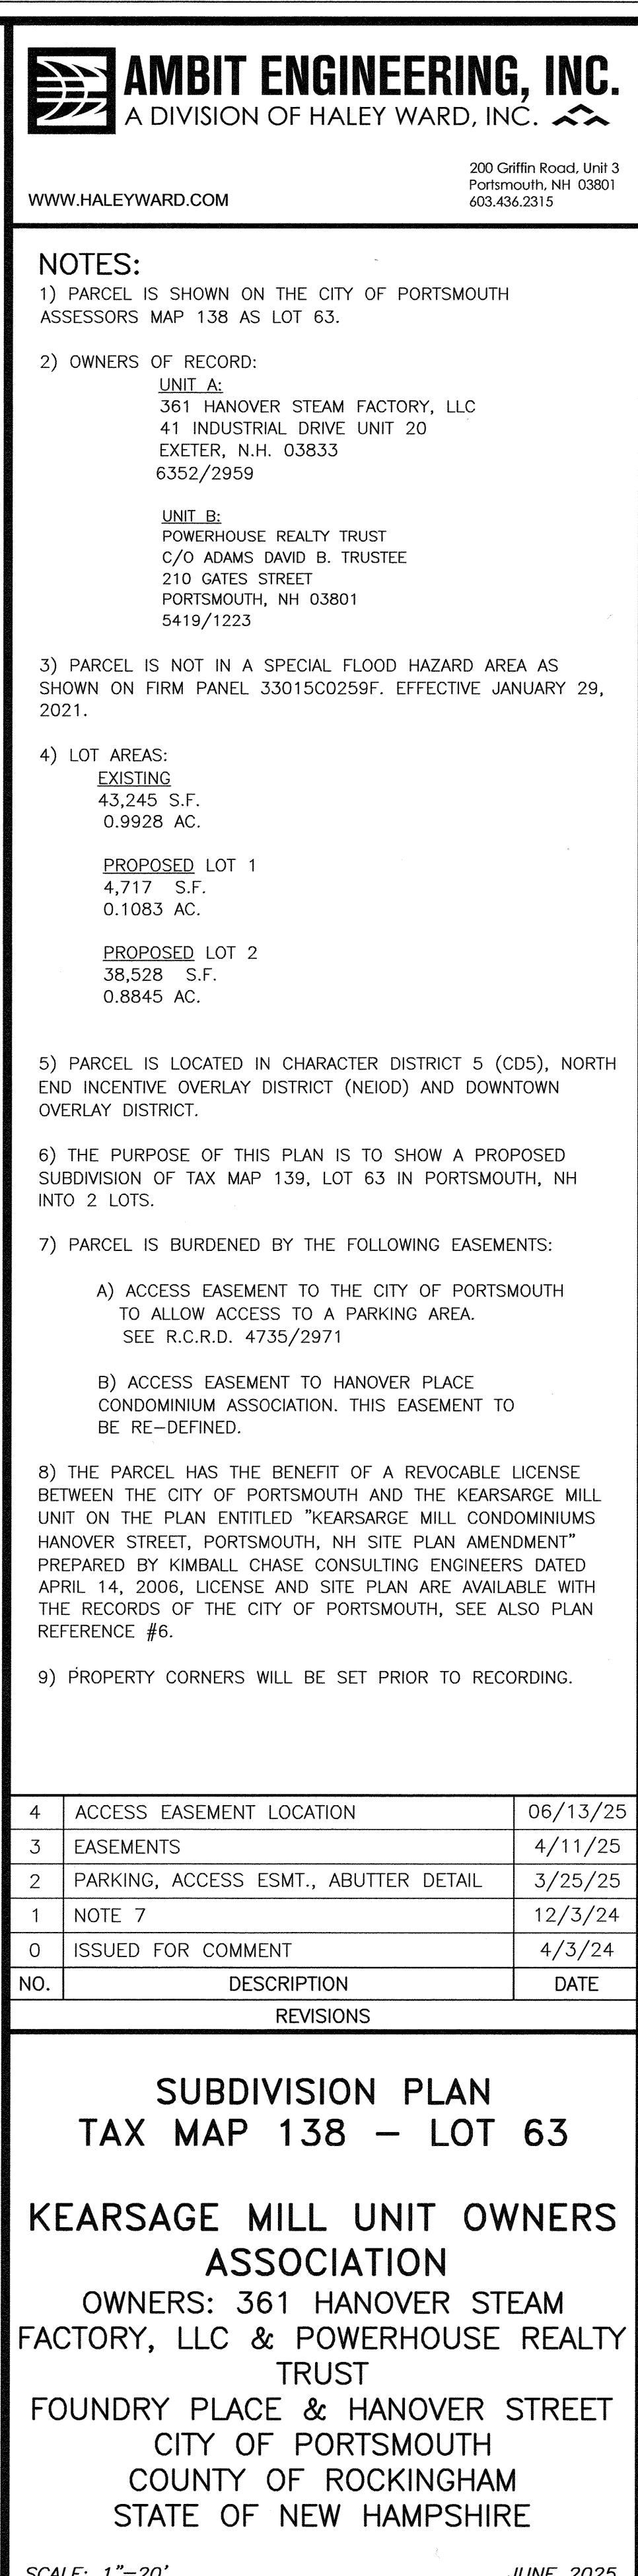 AMBIT ENGINEERING, INC.
A DIVISION OF HALEY WARD, INC.
200 Griffin Road, Unit 3
Portsmouth, NH 03801
WWW.HALEYWARD.COM
603.436.2315
NOTES:
1) PARCEL IS SHOWN ON THE CITY OF PORTSMOUTH
ASSESSORS MAP 138 AS LOT 63.
2) OWNERS OF RECORD:
UNIT A:
361 HANOVER STEAM FACTORY, LLC
41 INDUSTRIAL DRIVE UNIT 20
EXETER, N.H. 03833
6352/2959
UNIT B:
POWERHOUSE REALTY TRUST
C/O ADAMS DAVID B. TRUSTEE
210 GATES STREET
PORTSMOUTH, NH 03801
5419/1223
3) PARCEL IS NOT IN A SPECIAL FLOOD HAZARD AREA AS
SHOWN ON FIRM PANEL 33015C0259F. EFFECTIVE JANUARY 29,
2021.
4) LOT AREAS:
EXISTING
43,245 S.F.
0.9928 AC.
PROPOSED LOT 1
4,717 S.F.
0.1083 AC.
PROPOSED LOT 2
38,528 S.F.
0.8845 AC.
5) PARCEL IS LOCATED IN CHARACTER DISTRICT 5 (CD5), NORTH
END INCENTIVE OVERLAY DISTRICT (NEIOD) AND DOWNTOWN
OVERLAY DISTRICT.
6) THE PURPOSE OF THIS PLAN IS TO SHOW A PROPOSED
SUBDIVISION OF TAX MAP 139, LOT 63 IN PORTSMOUTH, NH
INTO 2 LOTS.
7) PARCEL IS BURDENED BY THE FOLLOWING EASEMENTS:
A) ACCESS EASEMENT TO THE CITY OF PORTSMOUTH
TO ALLOW ACCESS TO A PARKING AREA.
SEE R.C.R.D. 4735/2971
B) ACCESS EASEMENT TO HANOVER PLACE
CONDOMINIUM ASSOCIATION. THIS EASEMENT TO
BE RE-DEFINED.
8) THE PARCEL HAS THE BENEFIT OF A REVOCABLE LICENSE
BETWEEN THE CITY OF PORTSMOUTH AND THE KEARSARGE MILL
UNIT ON THE PLAN ENTITLED "KEARSARGE MILL CONDOMINIUMS
HANOVER STREET, PORTSMOUTH, NH SITE PLAN AMENDMENT"
PREPARED BY KIMBALL CHASE CONSULTING ENGINEERS DATED
APRIL 14, 2006, LICENSE AND SITE PLAN ARE AVAILABLE WITH
THE RECORDS OF THE CITY OF PORTSMOUTH, SEE ALSO PLAN
REFERENCE #6.
9) PROPERTY CORNERS WILL BE SET PRIOR TO RECORDING.
4 ACCESS EASEMENT LOCATION 06/13/25
3 EASEMENTS 4/11/25
2 PARKING, ACCESS ESMT., ABUTTER DETAIL 3/25/25
1 NOTE 7 12/3/24
0 ISSUED FOR COMMENT 4/3/24
NO. DESCRIPTION DATE
REVISIONS
SUBDIVISION PLAN
TAX MAP 138 - LOT 63
KEARSAGE MILL UNIT OWNERS
ASSOCIATION
OWNERS: 361 HANOVER STEAM
FACTORY, LLC & POWERHOUSE REALTY
TRUST
FOUNDRY PLACE & HANOVER STREET
CITY OF PORTSMOUTH
COUNTY OF ROCKINGHAM
STATE OF NEW HAMPSHIRE
SCALE: 1"=20' JUNE 2025